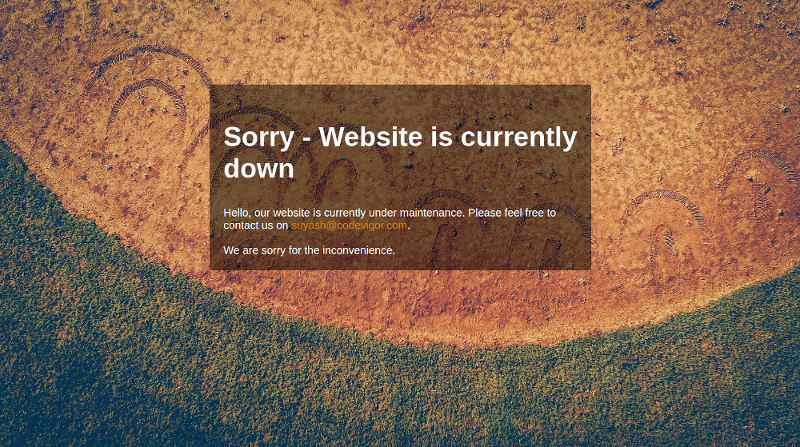 Sorry - Website is currently
down
Hello, our website is currently under maintenance. Please feel free to
contact us on suyash@codevigor.com.
We are sorry for the inconvenience.